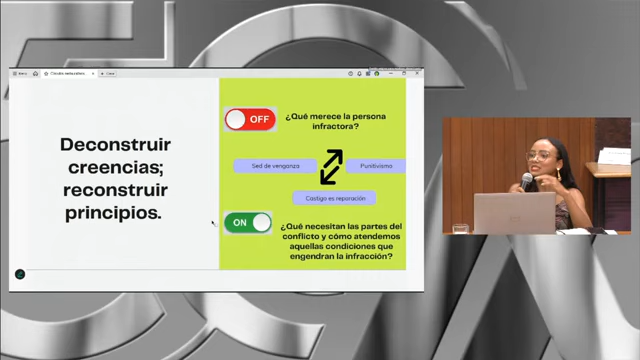 Deconstruir
creencias;
reconstruir
principios.
OFF
¿Qué merece la persona
infractora?
Sed de venganza
Punitivismo
Castigo es reparación
ON
¿Qué necesitan las partes del
conflicto y cómo atendemos
aquellas condiciones que
engendran la infracción?